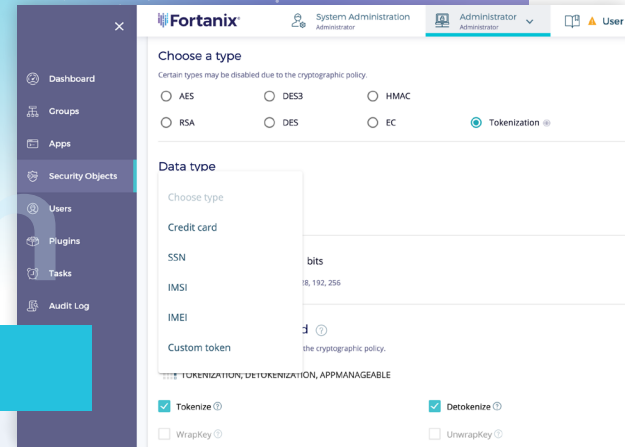 Fortanix®
System Administration
Administrator
Administrator
Administrator
User
Dashboard
Groups
Apps
Security Objects
Users
Plugins
Tasks
Audit Log
Choose a type
Certain types may be disabled due to the cryptographic policy.
AES
DES3
HMAC
RSA
DES
EC
Tokenization
Data type
Choose type
Credit card
SSN
IMSI
IMEI
Custom token
bits
192, 256
the cryptographic policy.
TOKENIZATION, DETOKENIZATION, APPMANAGEABLE
Tokenize
Detokenize
WrapKey
UnwrapKey